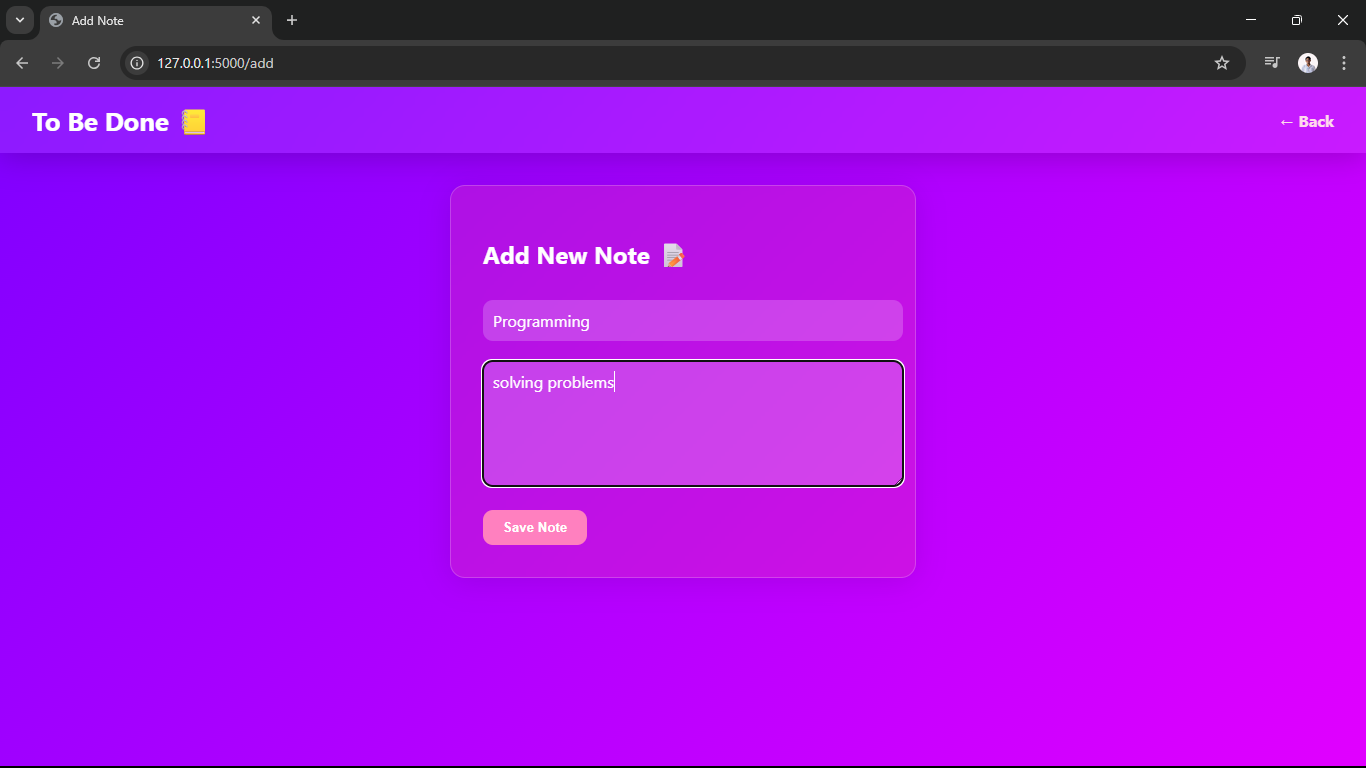 Add Note
127.0.0.1:5000/add
To Be Done 📒
← Back
Add New Note 📝
Programming
solving problems
Save Note